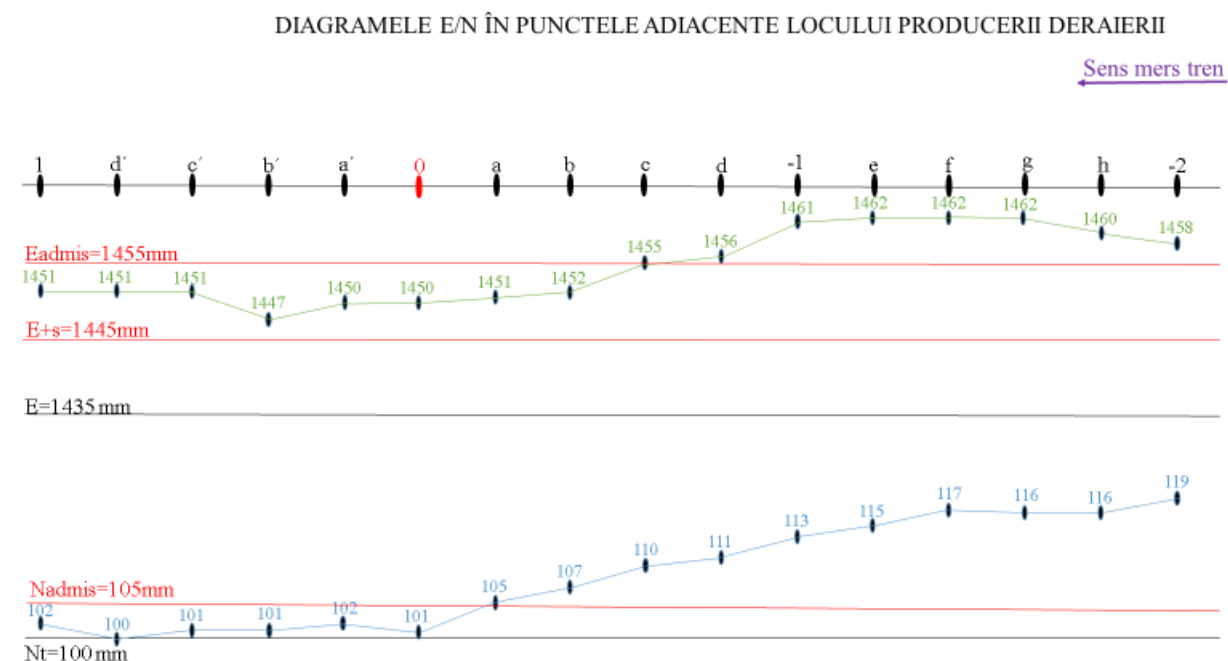 DIAGRAMELE E/N ÎN PUNCTELE ADIACENTE LOCULUI PRODUCERII DERAIERII
Sens mers tren
1 d´ c´ b´ a´ 0 a b c d -1 e f g h -2
1461 1462 1462 1462 1460 1458
Eadmis=1455mm 1455 1456
1451 1451 1451 1447 1450 1450 1451 1452
E+s=1445mm
E=1435 mm
113 115 117 116 116 119
105 107 110 111
Nadmis=105mm
102 100 101 101 102 101
Nt=100 mm